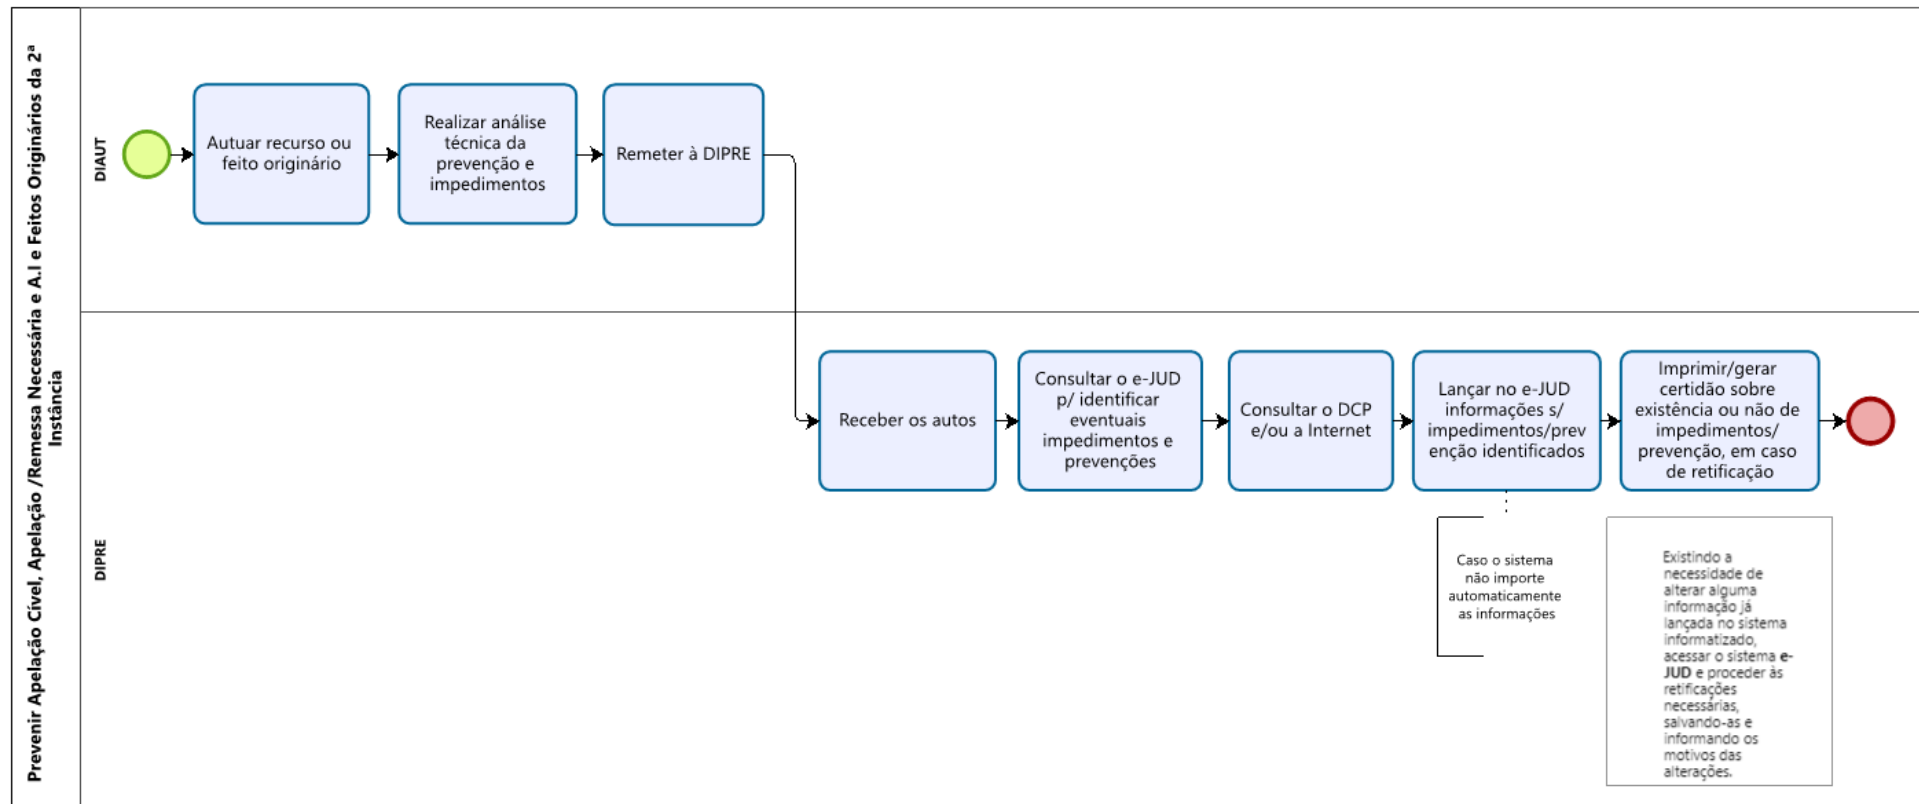 Prevenir Apelação Cível, Apelação /Remessa Necessária e A.I e Feitos Originários da 2ª
Instância
DIAUT
Autuar recurso ou
feito originário
Realizar análise
técnica da
prevenção e
impedimentos
Remeter à DIPRE
DIPRE
Receber os autos
Consultar o e-JUD
p/ identificar
eventuais
impedimentos e
prevenções
Consultar o DCP
e/ou a Internet
Lançar no e-JUD
informações s/
impedimentos/prev
enção identificados
Imprimir/gerar
certidão sobre
existência ou não de
impedimentos/
prevenção, em caso
de retificação
Caso o sistema
não importe
automaticamente
as informações
Existindo a
necessidade de
alterar alguma
informação já
lançada no sistema
informatizado,
acessar o sistema e-
JUD e proceder às
retificações
necessárias,
salvando-as e
informando os
motivos das
alterações.